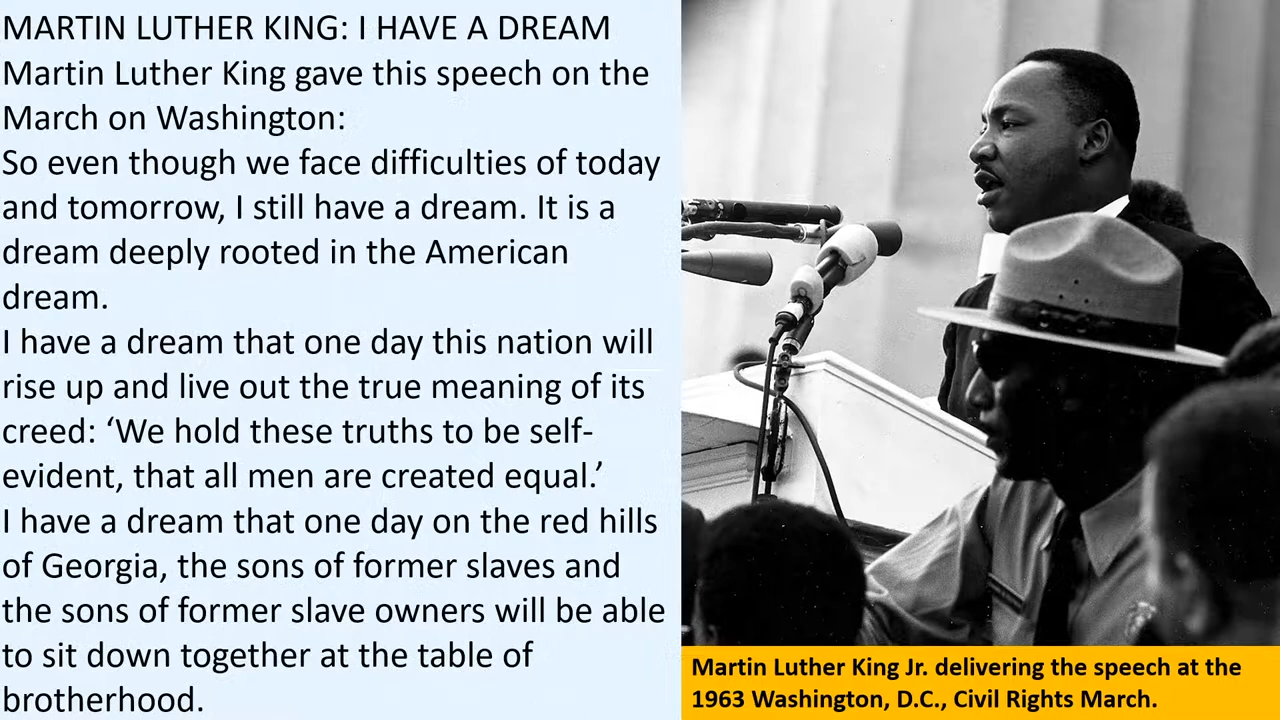 MARTIN LUTHER KING: I HAVE A DREAM
Martin Luther King gave this speech on the
March on Washington:
So even though we face difficulties of today
and tomorrow, I still have a dream. It is a
dream deeply rooted in the American
dream.
I have a dream that one day this nation will
rise up and live out the true meaning of its
creed: ‘We hold these truths to be self-
evident, that all men are created equal.’
I have a dream that one day on the red hills
of Georgia, the sons of former slaves and
the sons of former slave owners will be able
to sit down together at the table of
brotherhood.
Martin Luther King Jr. delivering the speech at the
1963 Washington, D.C., Civil Rights March.